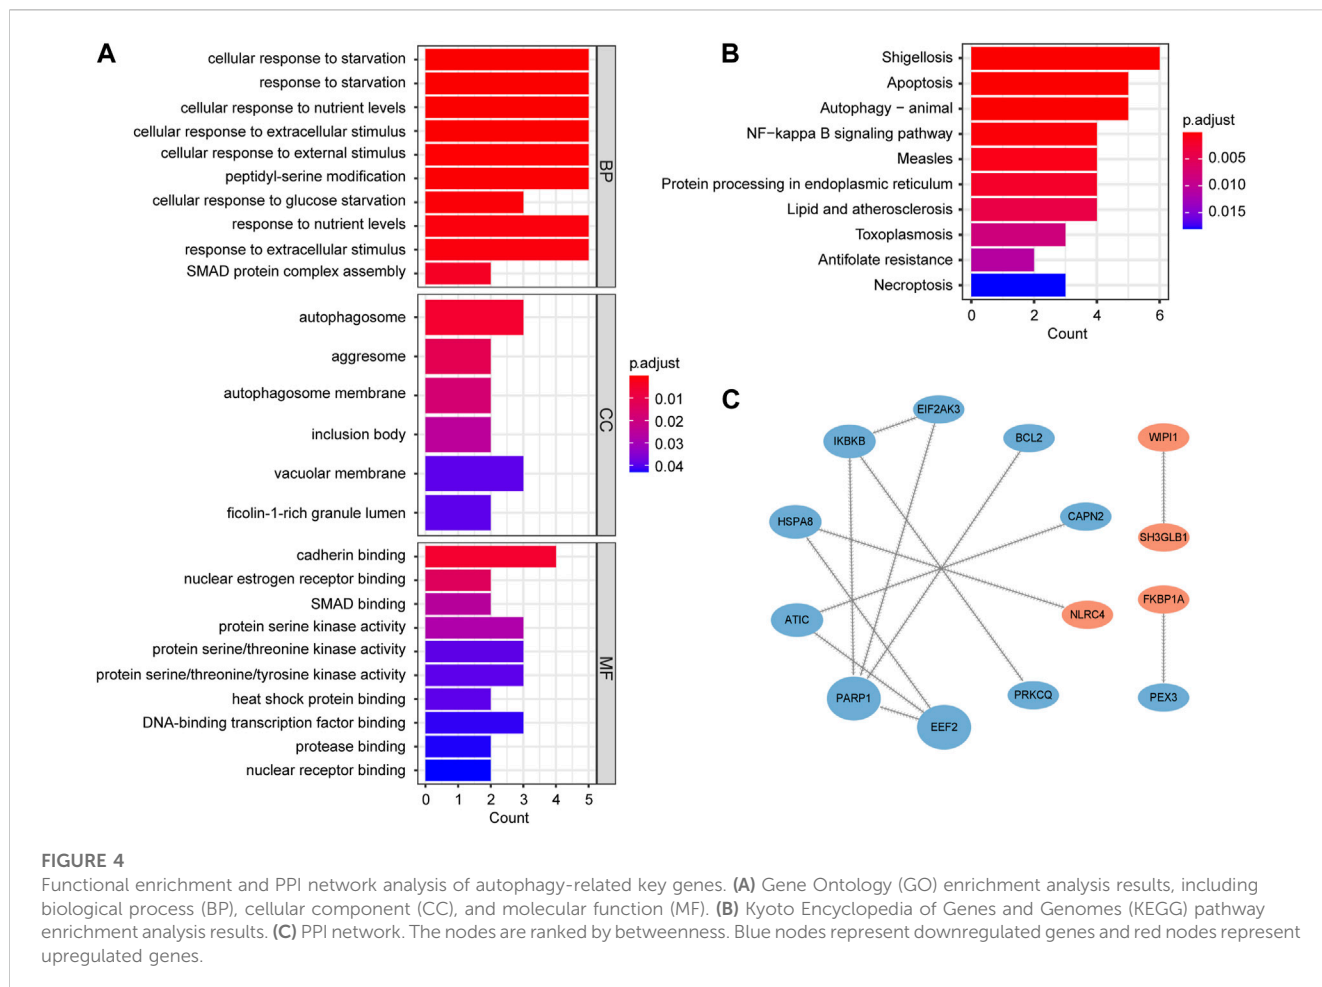 A
cellular response to starvation
response to starvation
cellular response to nutrient levels
cellular response to extracellular stimulus
cellular response to external stimulus
peptidyl-serine modification
cellular response to glucose starvation
response to nutrient levels
response to extracellular stimulus
SMAD protein complex assembly
BP
autophagosome
aggresome
autophagosome membrane
inclusion body
vacuolar membrane
ficolin-1-rich granule lumen
CC
cadherin binding
nuclear estrogen receptor binding
SMAD binding
protein serine kinase activity
protein serine/threonine kinase activity
protein serine/threonine/tyrosine kinase activity
heat shock protein binding
DNA-binding transcription factor binding
protease binding
nuclear receptor binding
MF
0 1 2 3 4 5
Count
p.adjust
0.01
0.02
0.03
0.04
B
Shigellosis
Apoptosis
Autophagy − animal
NF−kappa B signaling pathway
Measles
Protein processing in endoplasmic reticulum
Lipid and atherosclerosis
Toxoplasmosis
Antifolate resistance
Necroptosis
0 2 4 6
Count
p.adjust
0.005
0.010
0.015
C
EIF2AK3
IKBKB
BCL2
WIPI1
HSPA8
CAPN2
SH3GLB1
ATIC
NLRC4
FKBP1A
PARP1
PRKCQ
PEX3
EEF2
FIGURE 4
Functional enrichment and PPI network analysis of autophagy-related key genes. (A) Gene Ontology (GO) enrichment analysis results, including
biological process (BP), cellular component (CC), and molecular function (MF). (B) Kyoto Encyclopedia of Genes and Genomes (KEGG) pathway
enrichment analysis results. (C) PPI network. The nodes are ranked by betweenness. Blue nodes represent downregulated genes and red nodes represent
upregulated genes.